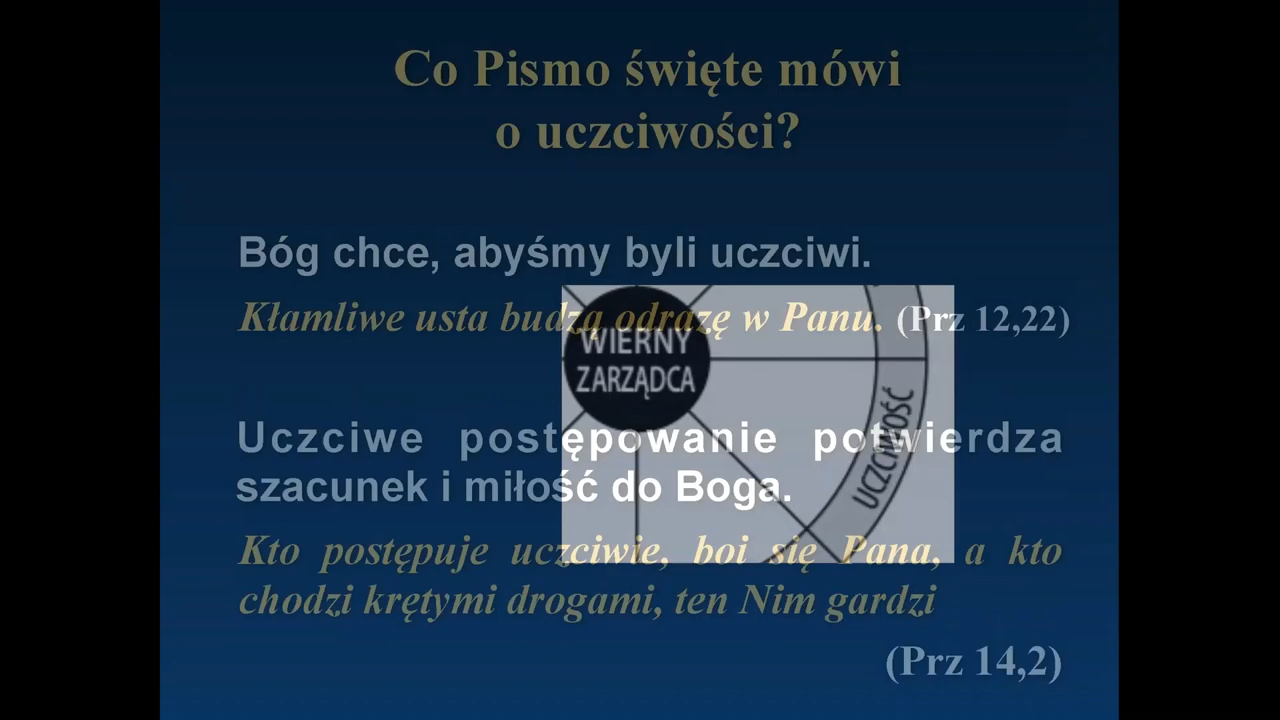 Co Pismo święte mówi
o uczciwości?
Bóg chce, abyśmy byli uczciwi.
Kłamliwe usta budzą odrazę w Panu. (Prz 12,22)
WIERNY
ZARZĄDCA
UCZCIWOŚĆ
Uczciwe postępowanie potwierdza
szacunek i miłość do Boga.
Kto postępuje uczciwie, boi się Pana, a kto
chodzi krętymi drogami, ten Nim gardzi
(Prz 14,2)